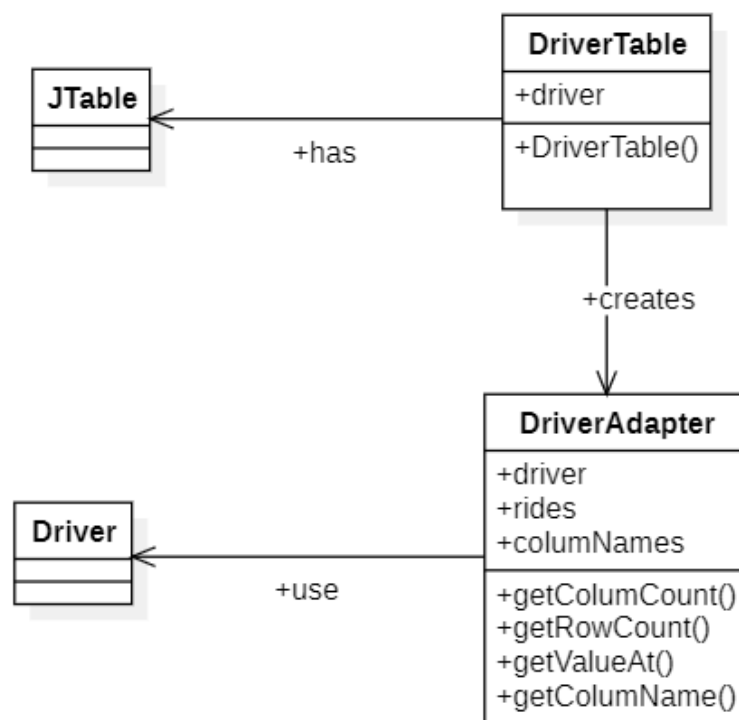 DriverTable
+driver
+DriverTable()
JTable
+has
+creates
DriverAdapter
+driver
+rides
+columNames
+getColumCount()
+getRowCount()
+getValueAt()
+getColumName()
Driver
+use